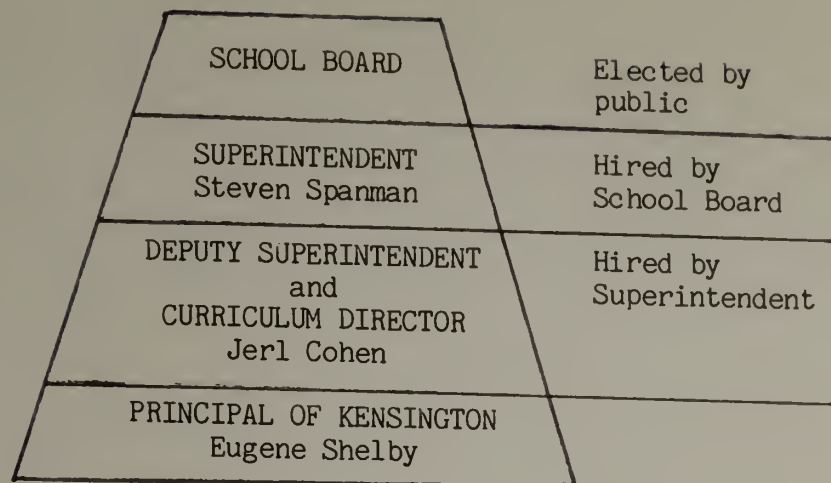 SCHOOL BOARD
Elected by
public
SUPERINTENDENT
Steven Spanman
Hired by
School Board
DEPUTY SUPERINTENDENT
and
CURRICULUM DIRECTOR
Jerl Cohen
Hired by
Superintendent
PRINCIPAL OF KENSINGTON
Eugene Shelby